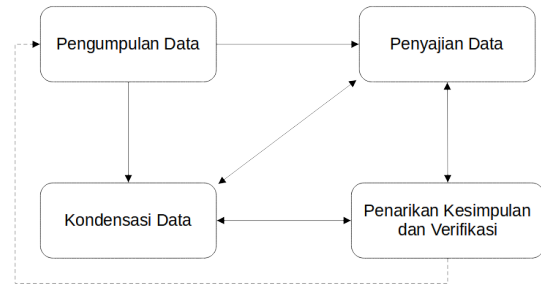 Pengumpulan Data
Penyajian Data
Kondensasi Data
Penarikan Kesimpulan
dan Verifikasi